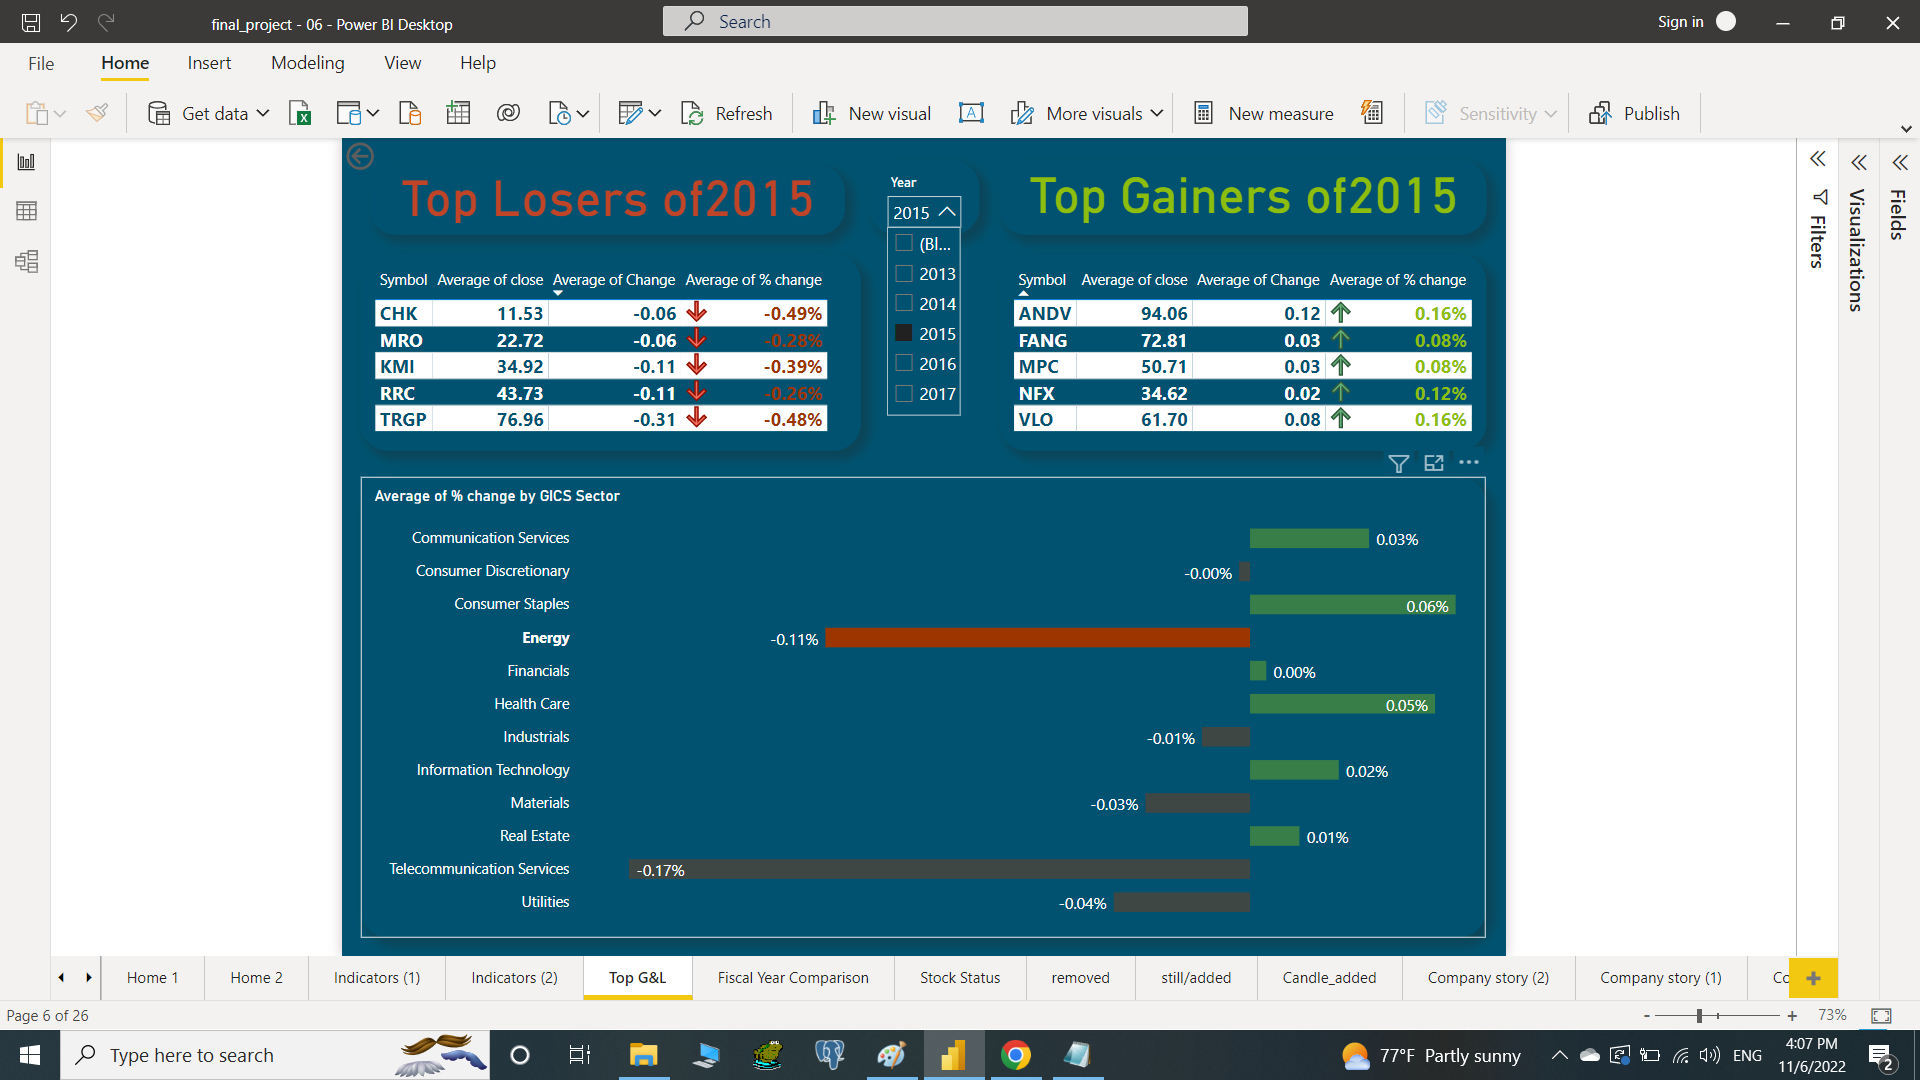 final_project - 06 - Power BI Desktop
Search
Sign in
File Home Insert Modeling View Help
Get data Refresh New visual More visuals New measure Sensitivity Publish
Top Losers of2015
Year
2015
(Bl...
2013
2014
2015
2016
2017
Top Gainers of2015
Symbol Average of close Average of Change Average of % change
CHK 11.53 -0.06 -0.49%
MRO 22.72 -0.06 -0.28%
KMI 34.92 -0.11 -0.39%
RRC 43.73 -0.11 -0.26%
TRGP 76.96 -0.31 -0.48%
Symbol Average of close Average of Change Average of % change
ANDV 94.06 0.12 0.16%
FANG 72.81 0.03 0.08%
MPC 50.71 0.03 0.08%
NFX 34.62 0.02 0.12%
VLO 61.70 0.08 0.16%
Filters
Visualizations
Fields
Average of % change by GICS Sector
Communication Services 0.03%
Consumer Discretionary -0.00%
Consumer Staples 0.06%
Energy -0.11%
Financials 0.00%
Health Care 0.05%
Industrials -0.01%
Information Technology 0.02%
Materials -0.03%
Real Estate 0.01%
Telecommunication Services -0.17%
Utilities -0.04%
Home 1 Home 2 Indicators (1) Indicators (2) Top G&L Fiscal Year Comparison Stock Status removed still/added Candle_added Company story (2) Company story (1) Co +
Page 6 of 26
- + 73%
Type here to search
77°F Partly sunny
ENG
4:07 PM
11/6/2022
2